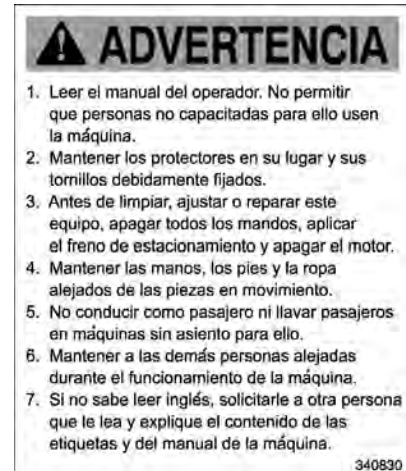 ADVERTENCIA
1. Leer el manual del operador. No permitir
que personas no capacitadas para ello usen
la máquina.
2. Mantener los protectores en su lugar y sus
tornillos debidamente fijados.
3. Antes de limpiar, ajustar o reparar este
equipo, apagar todos los mandos, aplicar
el freno de estacionamiento y apagar el motor.
4. Mantener las manos, los pies y la ropa
alejados de las piezas en movimiento.
5. No conducir como pasajero ni llavar pasajeros
en máquinas sin asiento para ello.
6. Mantener a las demás personas alejadas
durante el funcionamiento de la máquina.
7. Si no sabe leer inglés, solicitarle a otra persona
que le lea y explique el contenido de las
etiquetas y del manual de la máquina.
340830